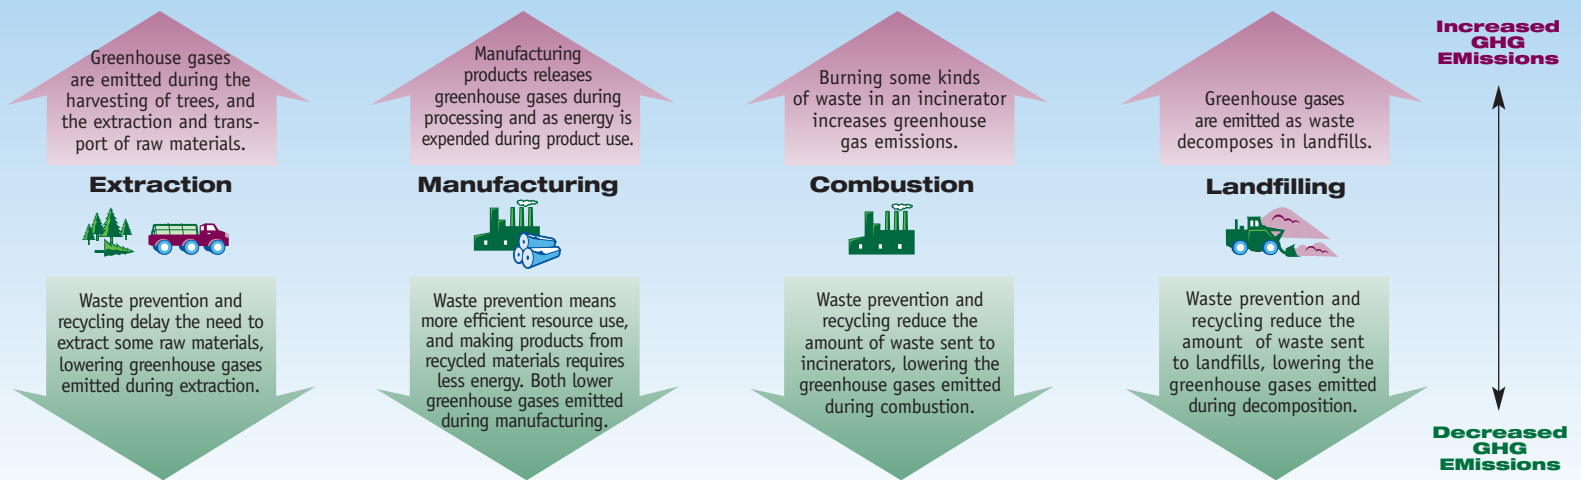 Greenhouse gases
are emitted during the
harvesting of trees, and
the extraction and trans-
port of raw materials.
Extraction
Waste prevention and
recycling delay the need to
extract some raw materials,
lowering greenhouse gases
emitted during extraction.
Manufacturing
products releases
greenhouse gases during
processing and as energy is
expended during product use.
Manufacturing
Waste prevention means
more efficient resource use,
and making products from
recycled materials requires
less energy. Both lower
greenhouse gases emitted
during manufacturing.
Burning some kinds
of waste in an incinerator
increases greenhouse
gas emissions.
Combustion
Waste prevention and
recycling reduce the
amount of waste sent to
incinerators, lowering the
greenhouse gases emitted
during combustion.
Greenhouse gases
are emitted as waste
decomposes in landfills.
Landfilling
Waste prevention and
recycling reduce the
amount of waste sent
to landfills, lowering the
greenhouse gases emitted
during decomposition.
Increased
GHG
EMissions
Decreased
GHG
EMissions